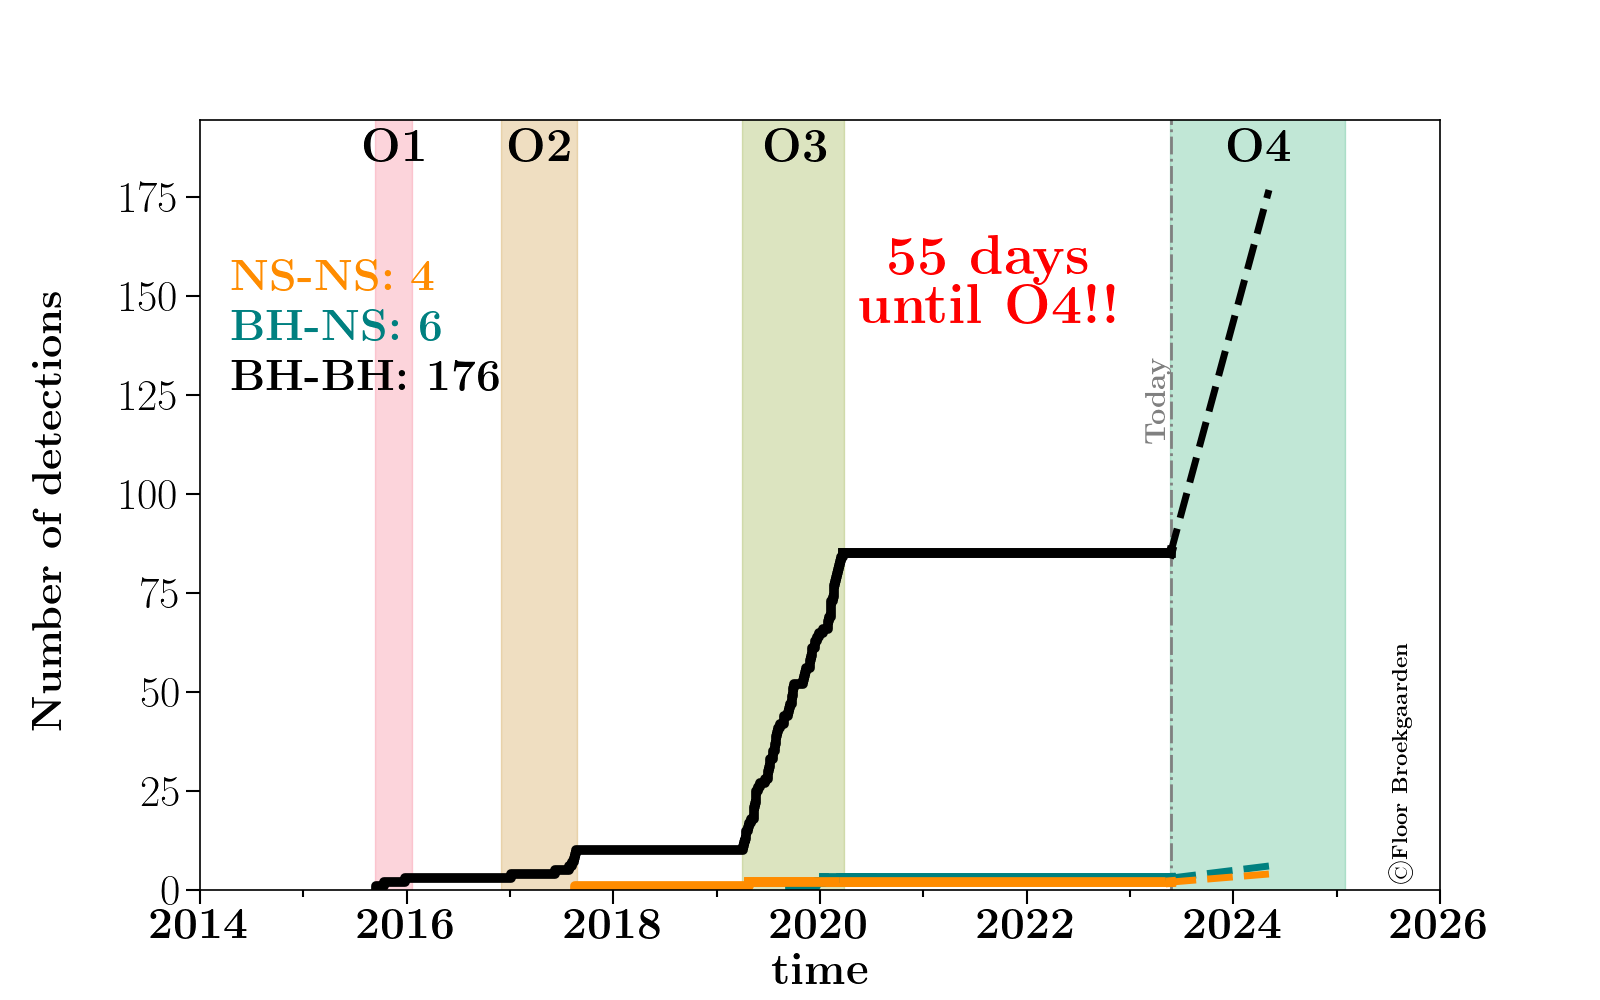 O1 O2 O3 O4
NS-NS: 4
BH-NS: 6
BH-BH: 176
55 days
until O4!!
Today
©Floor Broekgaarden
Number of detections
175
150
125
100
75
50
25
0
2014 2016 2018 2020 2022 2024 2026
time